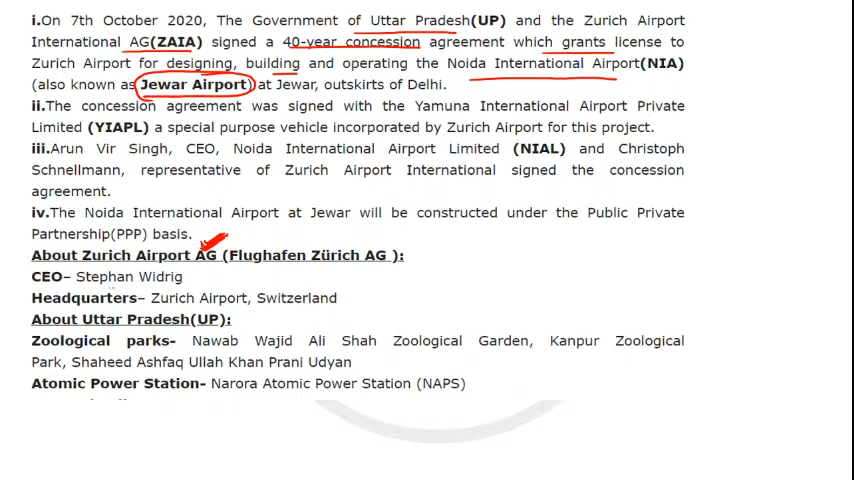 i.On 7th October 2020, The Government of Uttar Pradesh(UP) and the Zurich Airport
International AG(ZAIA) signed a 40-year concession agreement which grants license to
Zurich Airport for designing, building and operating the Noida International Airport(NIA)
(also known as Jewar Airport) at Jewar, outskirts of Delhi.
ii.The concession agreement was signed with the Yamuna International Airport Private
Limited (YIAPL) a special purpose vehicle incorporated by Zurich Airport for this project.
iii.Arun Vir Singh, CEO, Noida International Airport Limited (NIAL) and Christoph
Schnellmann, representative of Zurich Airport International signed the concession
agreement.
iv.The Noida International Airport at Jewar will be constructed under the Public Private
Partnership(PPP) basis.
About Zurich Airport AG (Flughafen Zürich AG ):
CEO– Stephan Widrig
Headquarters– Zurich Airport, Switzerland
About Uttar Pradesh(UP):
Zoological parks- Nawab Wajid Ali Shah Zoological Garden, Kanpur Zoological
Park, Shaheed Ashfaq Ullah Khan Prani Udyan
Atomic Power Station- Narora Atomic Power Station (NAPS)